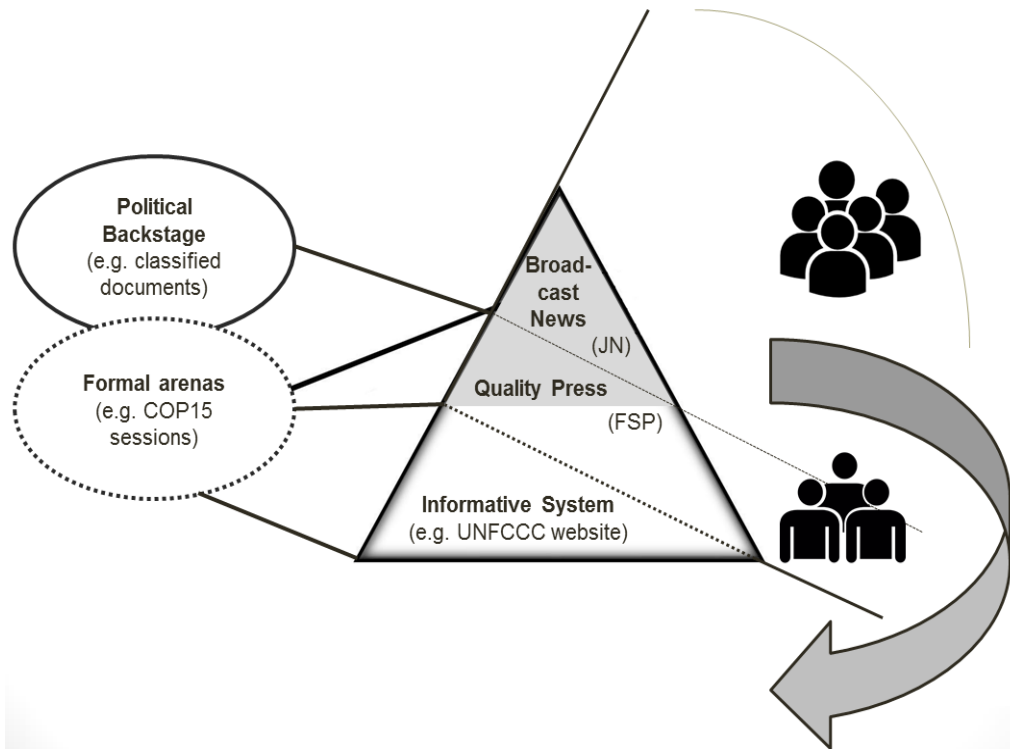 Political
Backstage
(e.g. classified
documents)
Formal arenas
(e.g. COP15
sessions)
Broad-
cast
News
(JN)
Quality Press
(FSP)
Informative System
(e.g. UNFCCC website)